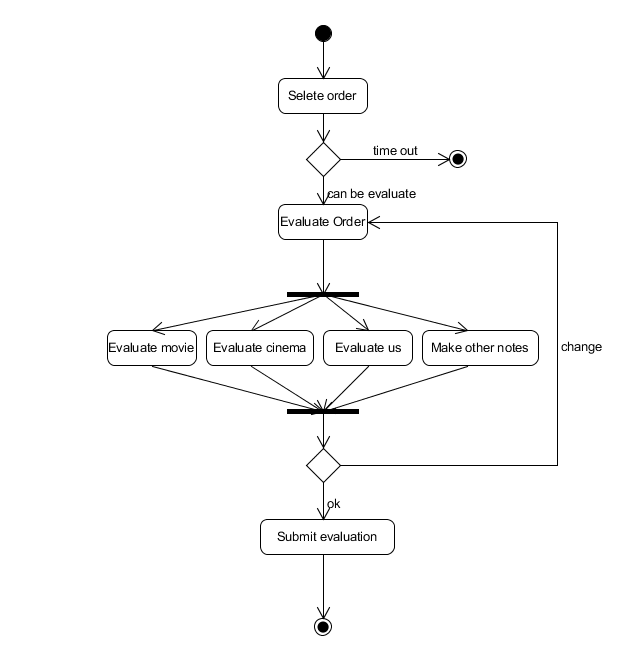 Selete order
time out
can be evaluate
Evaluate Order
Evaluate movie
Evaluate cinema
Evaluate us
Make other notes
change
ok
Submit evaluation